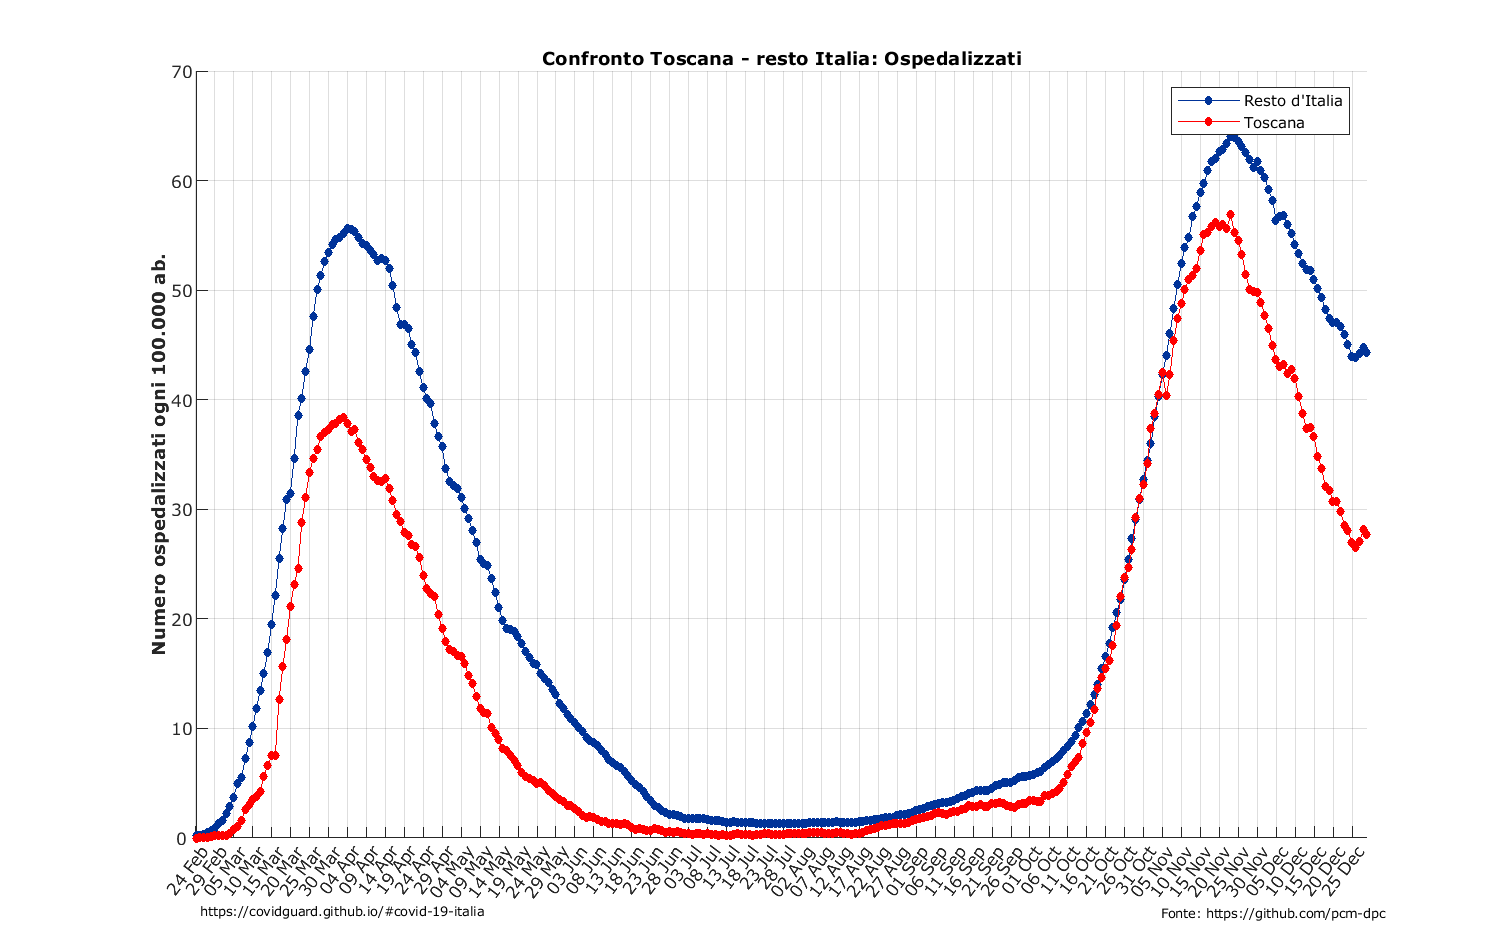 Confronto Toscana - resto Italia: Ospedalizzati
Resto d'Italia
Toscana
Numero ospedalizzati ogni 100.000 ab.
70
60
50
40
30
20
10
0
24 Feb
29 Feb
05 Mar
10 Mar
15 Mar
20 Mar
25 Mar
30 Mar
04 Apr
09 Apr
14 Apr
19 Apr
24 Apr
29 Apr
04 May
09 May
14 May
19 May
24 May
29 May
03 Jun
08 Jun
13 Jun
18 Jun
23 Jun
28 Jun
03 Jul
08 Jul
13 Jul
18 Jul
23 Jul
28 Jul
02 Aug
07 Aug
12 Aug
17 Aug
22 Aug
27 Aug
01 Sep
06 Sep
11 Sep
16 Sep
21 Sep
26 Sep
01 Oct
06 Oct
11 Oct
16 Oct
21 Oct
26 Oct
31 Oct
05 Nov
10 Nov
15 Nov
20 Nov
25 Nov
30 Nov
05 Dec
10 Dec
15 Dec
20 Dec
25 Dec
https://covidguard.github.io/#covid-19-italia
Fonte: https://github.com/pcm-dpc